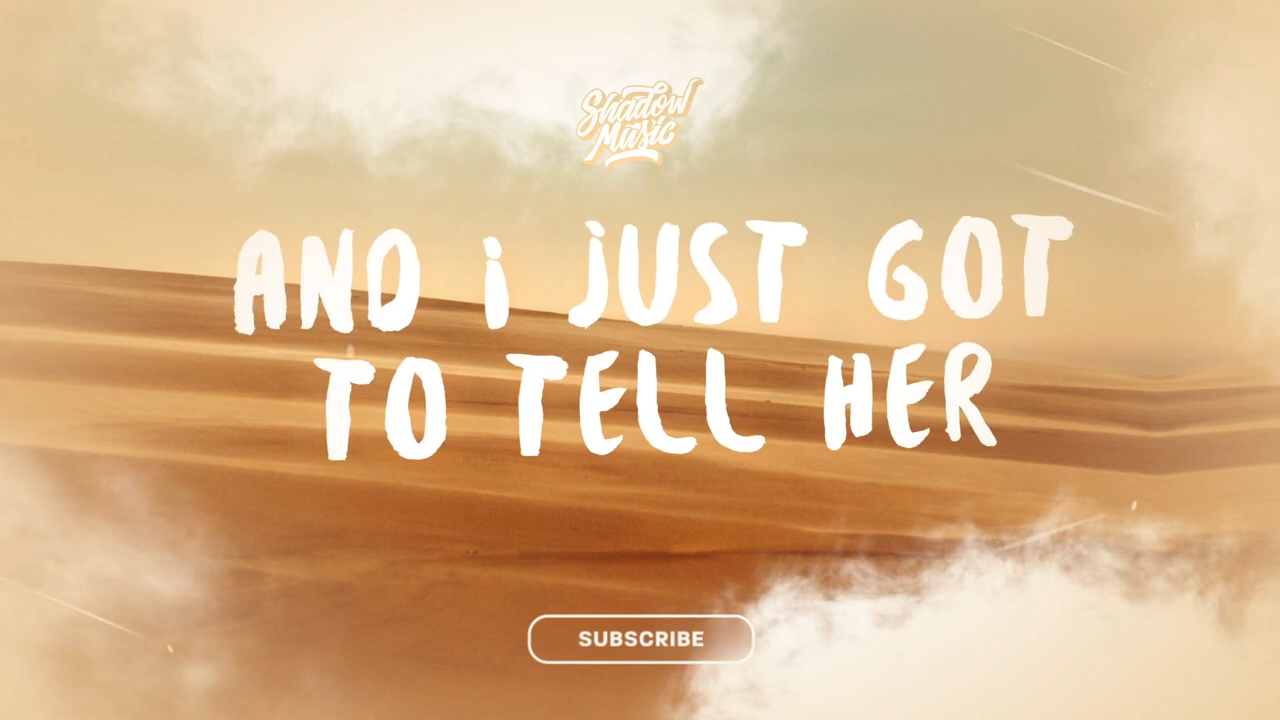 Shadow
Music
AND i jUST GOT
TO TELL HER
SUBSCRIBE